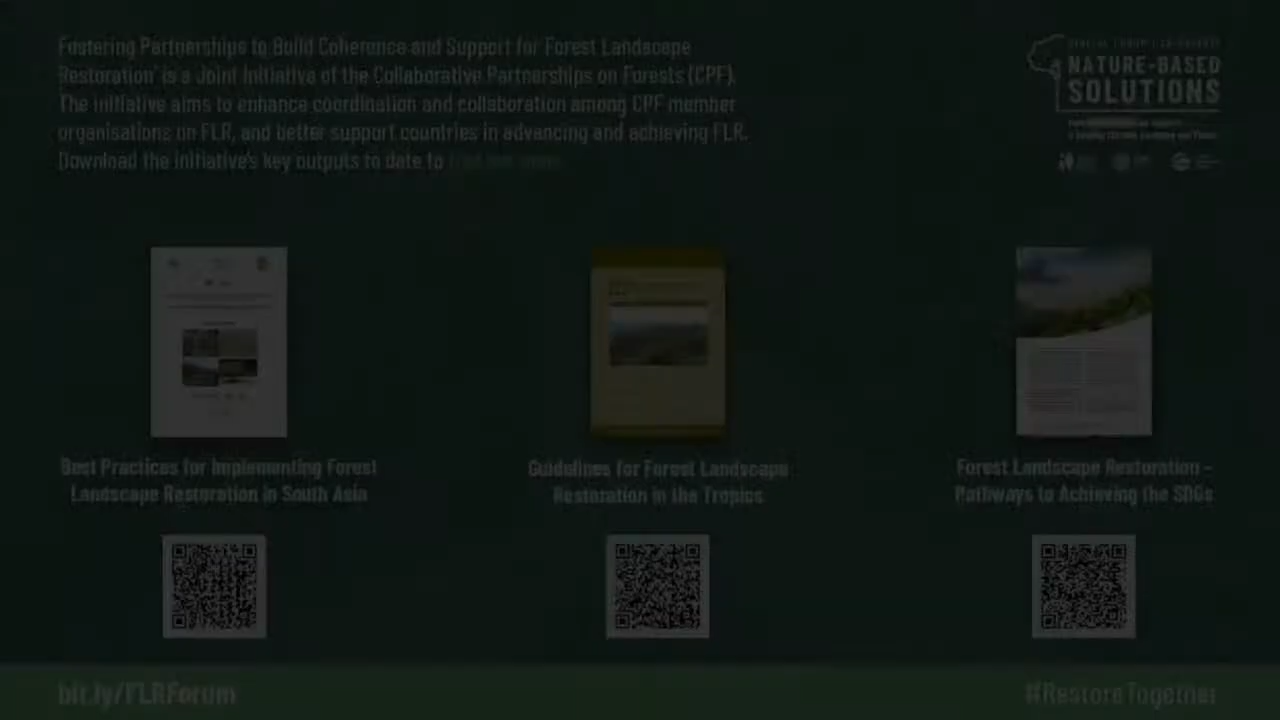 Fostering Partnerships to Build Coherence and Support for Forest Landscape
Restoration' is a Joint Initiative of the Collaborative Partnerships on Forests (CPF).
The initiative aims to enhance coordination and collaboration among CPF member
organisations on FLR, and better support countries in advancing and achieving FLR.
Download the initiative's key outputs to date to find out more.
NATURE-BASED
SOLUTIONS
Best Practices for Implementing Forest
Landscape Restoration in South Asia
Guidelines for Forest Landscape
Restoration in the Tropics
Forest Landscape Restoration -
Pathways to Achieving the SDGs
bit.ly/FLRForum
#RestoreTogether